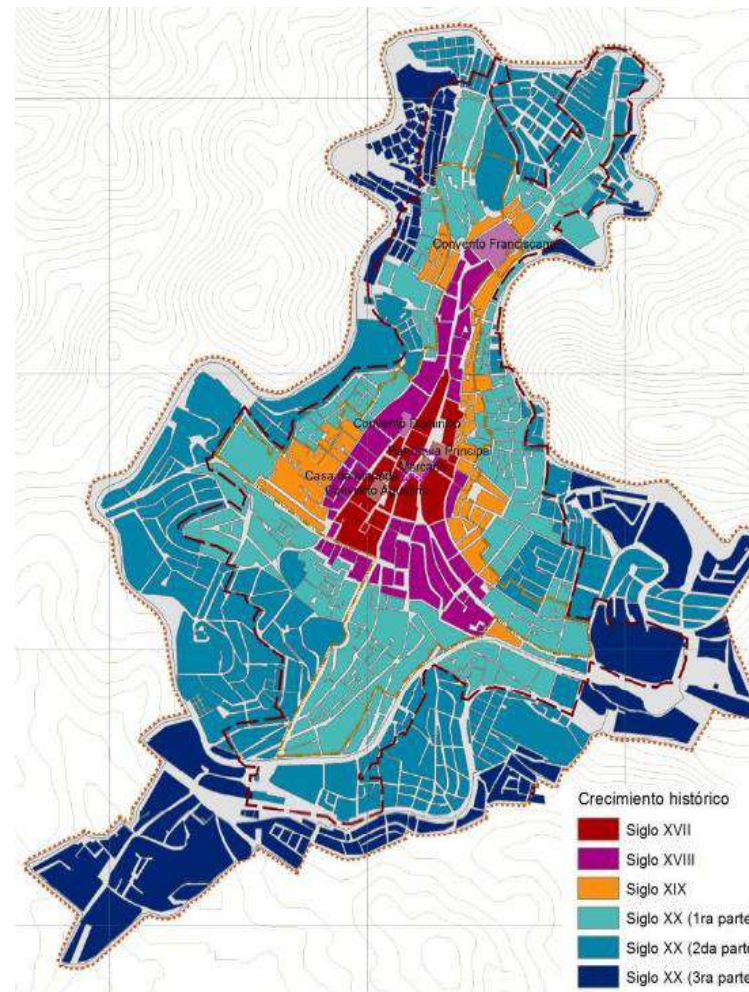 Convento Franciscano
Convento Dominico
Parroquia Principal
Mercado
Casa de
Convento Agustino
Crecimiento histórico
Siglo XVII
Siglo XVIII
Siglo XIX
Siglo XX (1ra parte
Siglo XX (2da parte
Siglo XX (3ra parte